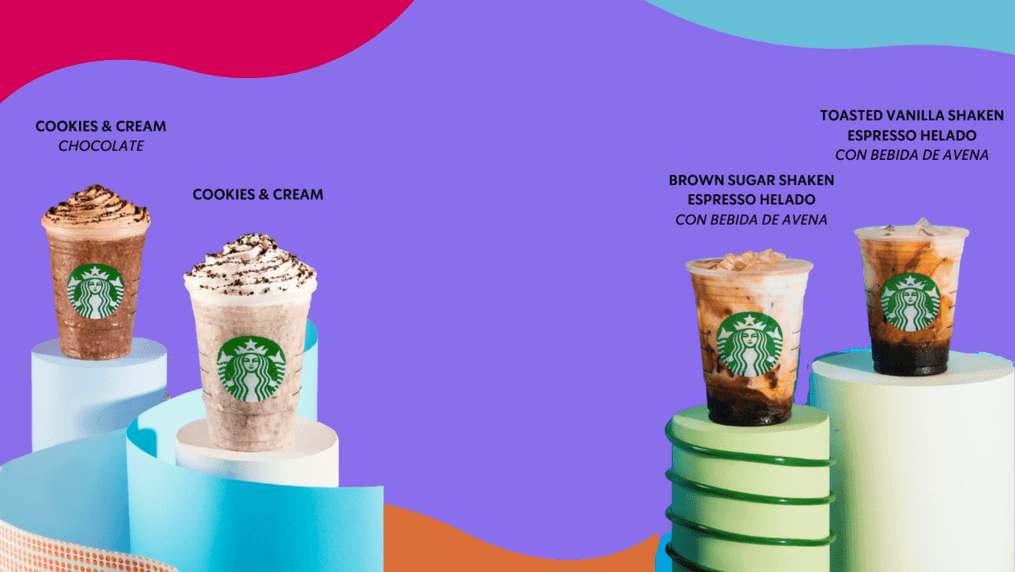 COOKIES & CREAM
CHOCOLATE
COOKIES & CREAM
BROWN SUGAR SHAKEN
ESPRESSO HELADO
CON BEBIDA DE AVENA
TOASTED VANILLA SHAKEN
ESPRESSO HELADO
CON BEBIDA DE AVENA